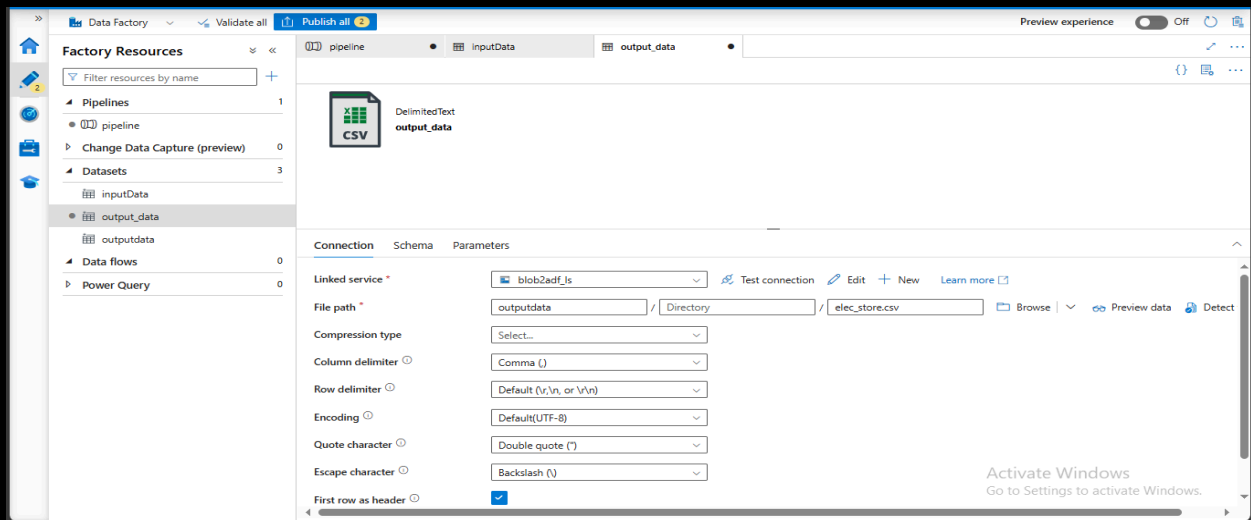 » Data Factory Validate all Publish all 2 Preview experience Off
Factory Resources
pipeline inputData output_data
Filter resources by name
{}
Pipelines 1
pipeline
Change Data Capture (preview) 0
Datasets 3
inputData
output_data
outputdata
Data flows 0
Power Query 0
2
CSV
DelimitedText
output_data
Connection Schema Parameters
Linked service * blob2adf_ls Test connection Edit New Learn more
File path * outputdata / Directory / elec_store.csv Browse Preview data Detect
Compression type Select...
Column delimiter Comma (,)
Row delimiter Default (\r,\n, or \r\n)
Encoding Default(UTF-8)
Quote character Double quote (")
Escape character Backslash (\)
First row as header
Activate Windows
Go to Settings to activate Windows.